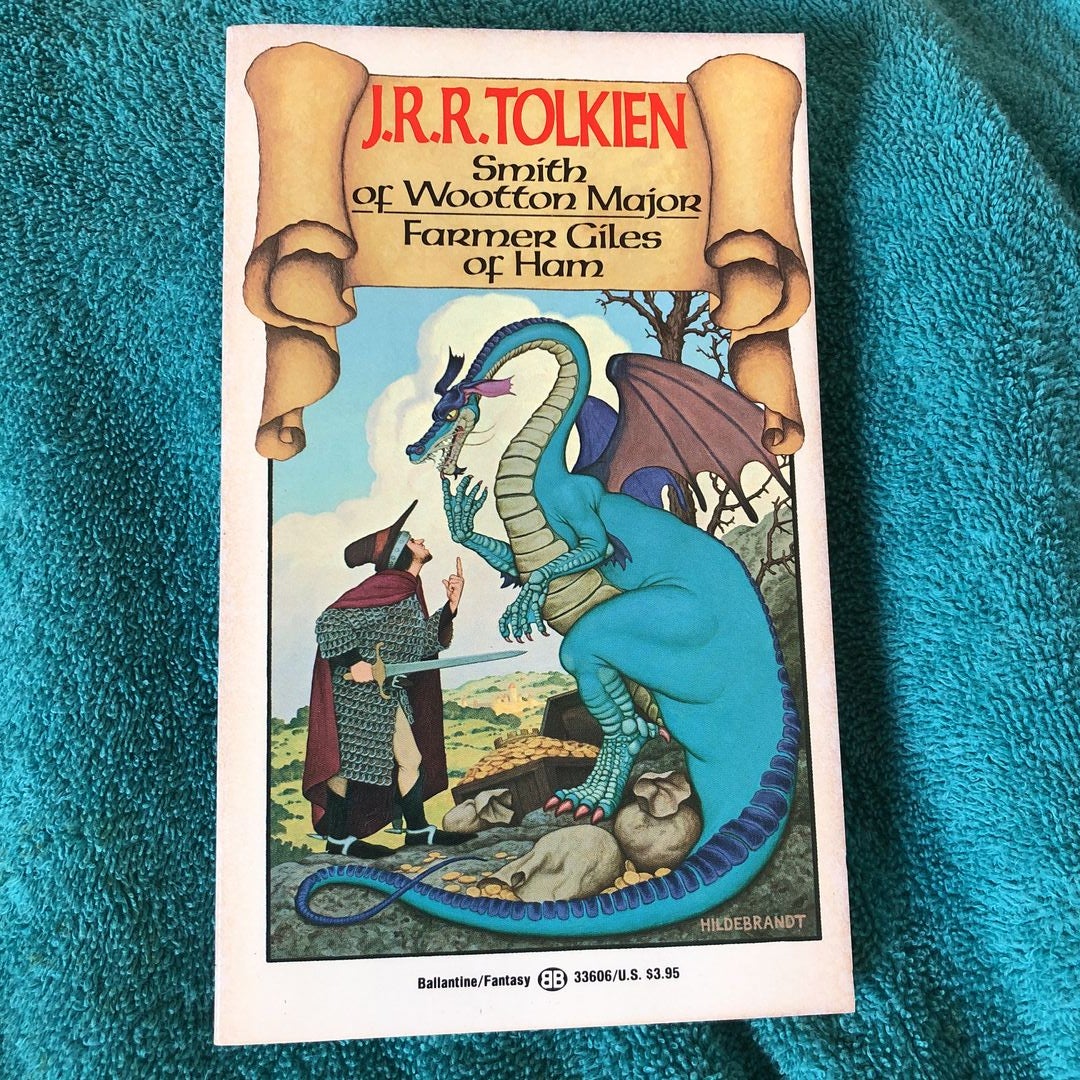 J.R.R. TOLKIEN
Smith
of Wootton Major
Farmer Giles
of Ham
HILDEBRANDT
Ballantine/Fantasy BB 33606/U.S. $3.95